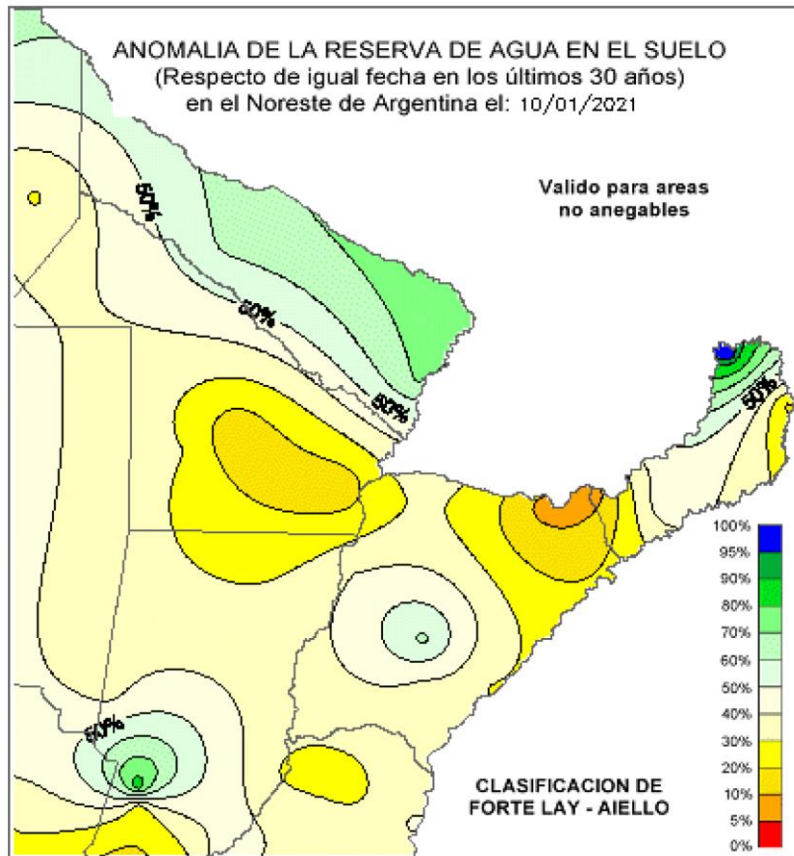 ANOMALIA DE LA RESERVA DE AGUA EN EL SUELO
(Respecto de igual fecha en los últimos 30 años)
en el Noreste de Argentina el: 10/01/2021
Valido para areas
no anegables
50%
50%
50%
50%
50%
100%
95%
90%
80%
70%
60%
50%
40%
30%
20%
10%
5%
0%
CLASIFICACION DE
FORTE LAY - AIELLO